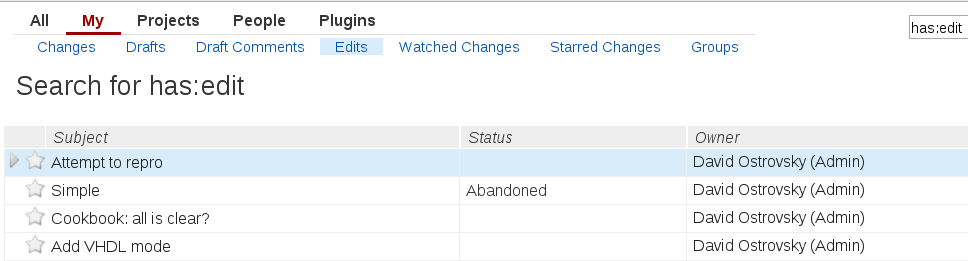 All My Projects People Plugins
has:edit
Changes Drafts Draft Comments Edits Watched Changes Starred Changes Groups
Search for has:edit
Subject Status Owner
Attempt to repro David Ostrovsky (Admin)
Simple Abandoned David Ostrovsky (Admin)
Cookbook: all is clear? David Ostrovsky (Admin)
Add VHDL mode David Ostrovsky (Admin)